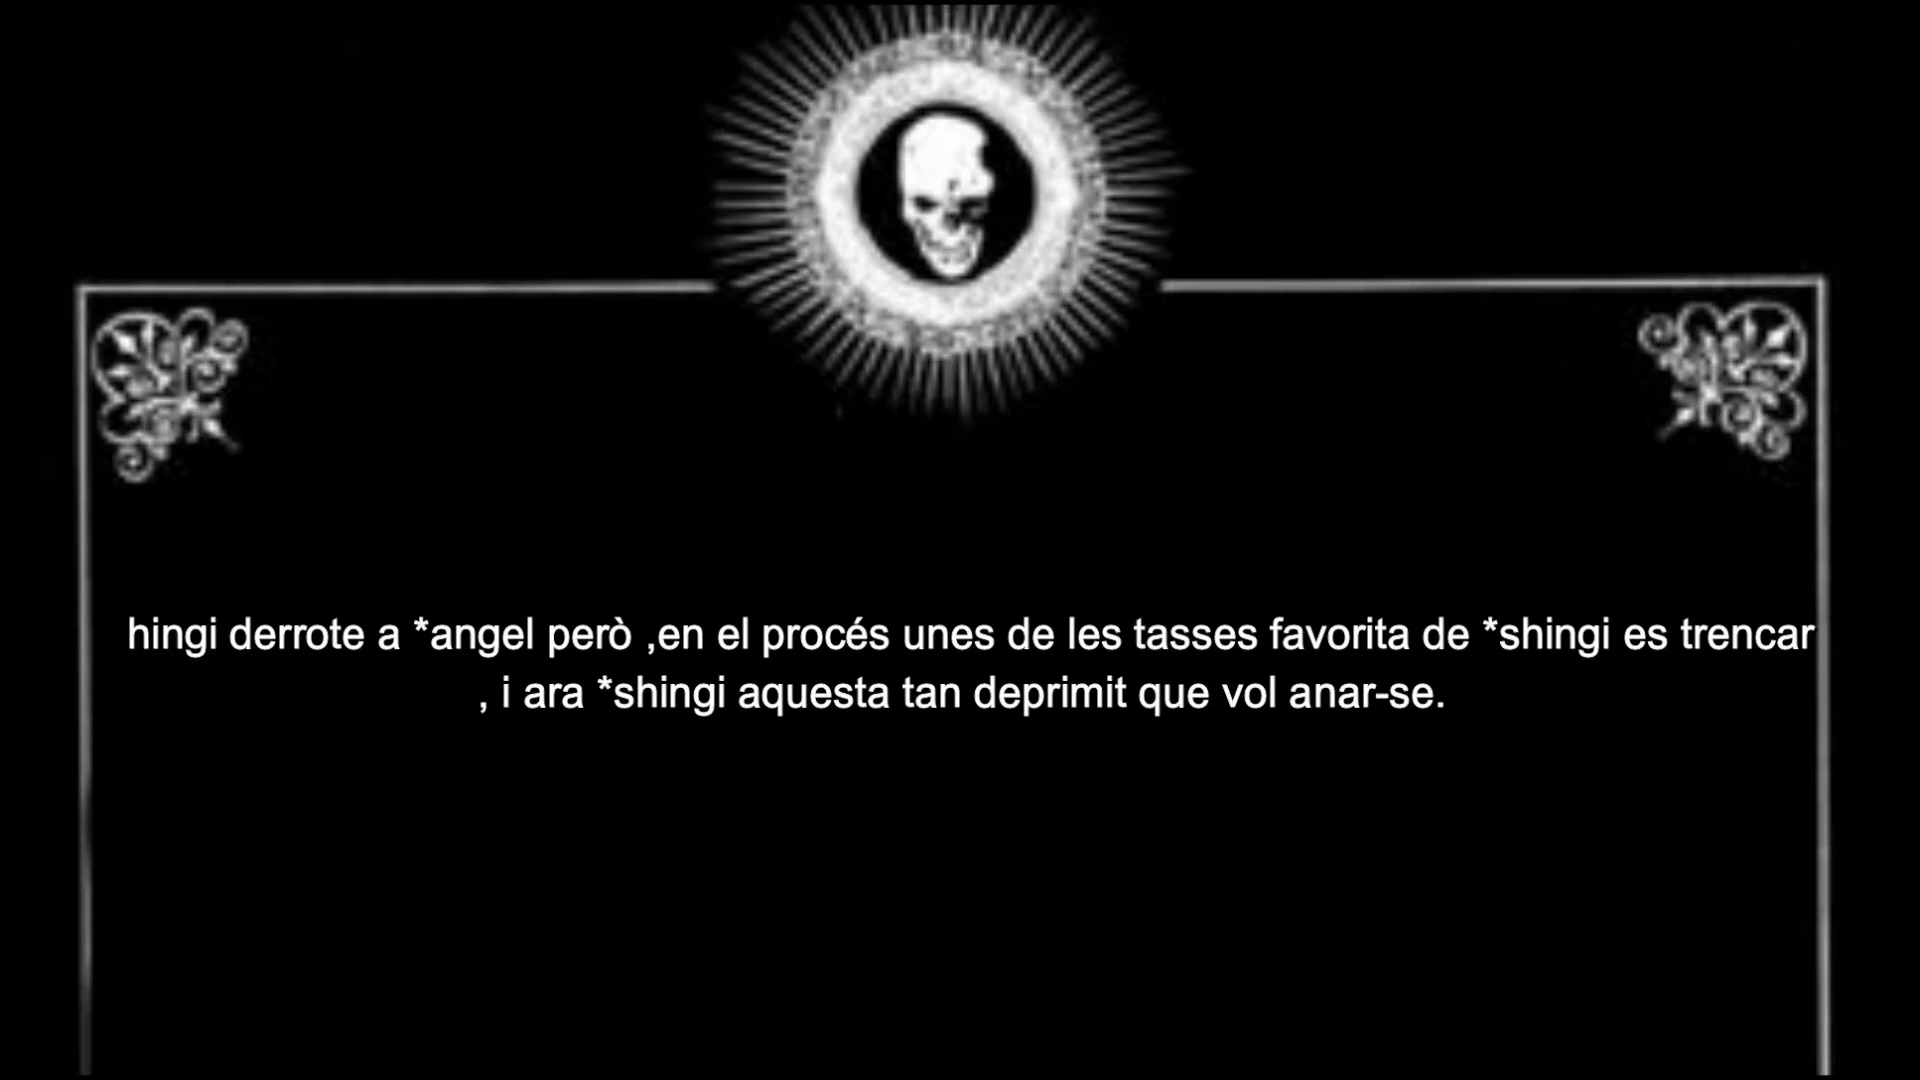 hingi derrote a *angel però ,en el procés unes de les tasses favorita de *shingi es trencar
, i ara *shingi aquesta tan deprimit que vol anar-se.